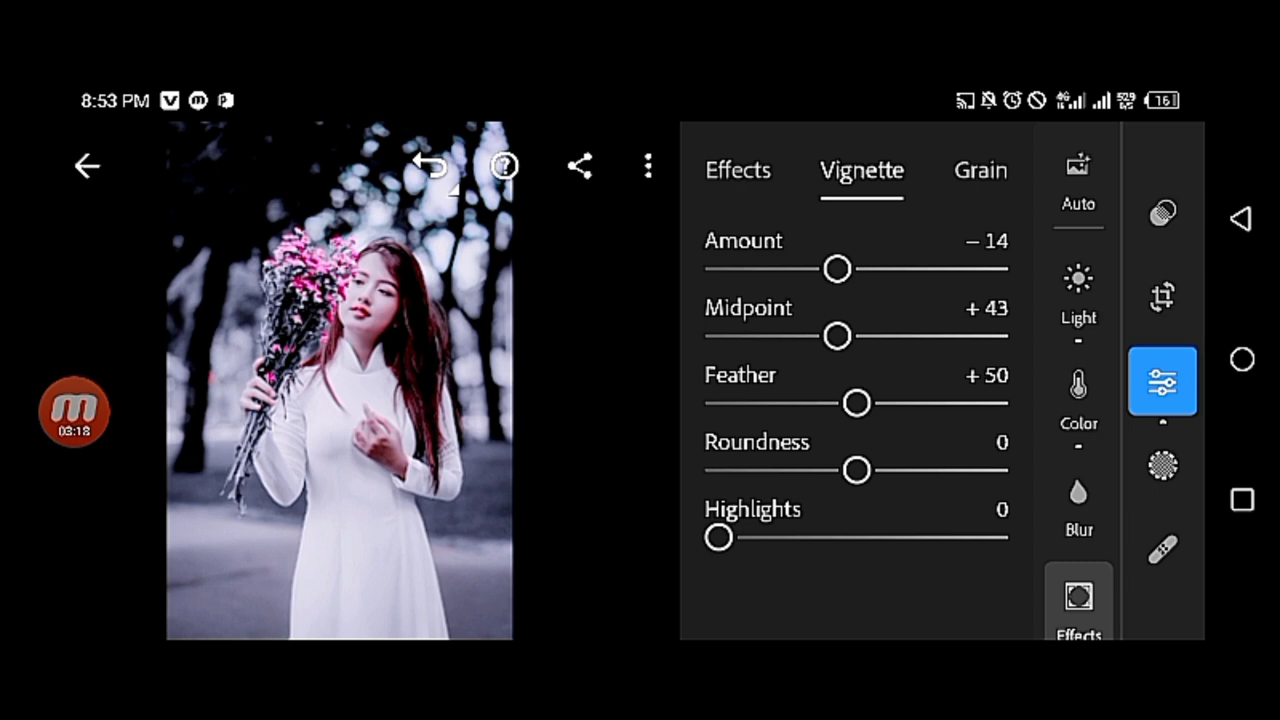 8:53 PM
16
Effects Vignette Grain
Amount – 14
Midpoint + 43
Feather + 50
Roundness 0
Highlights 0
Auto
Light
Color
Blur
Effects
03:18